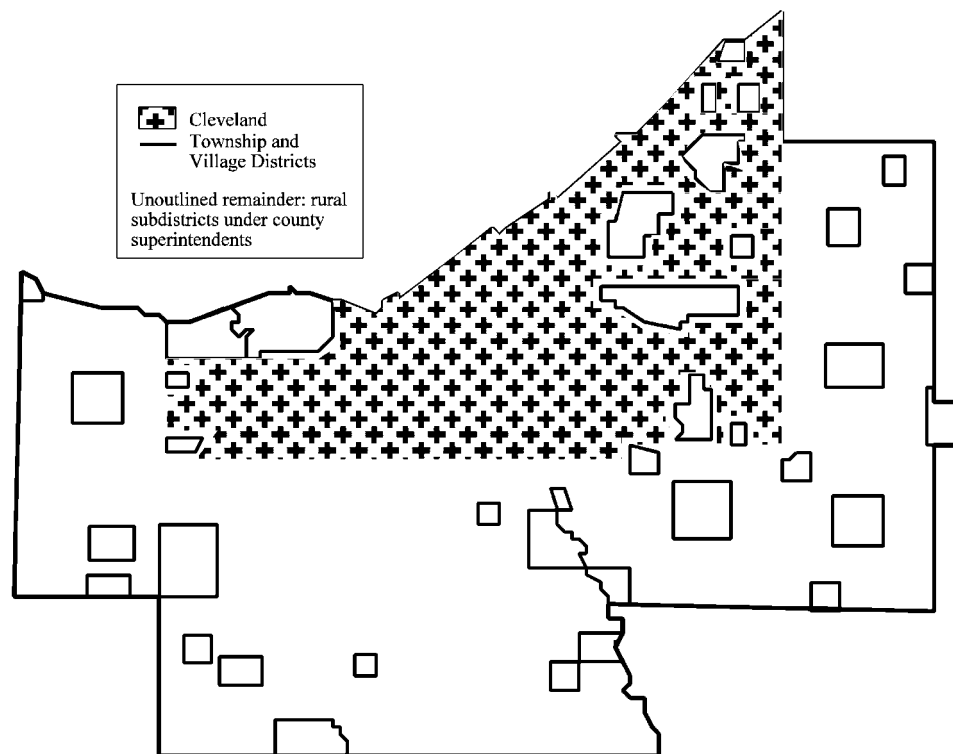 Cleveland
Township and
Village Districts
Unoutlined remainder: rural
subdistricts under county
superintendents